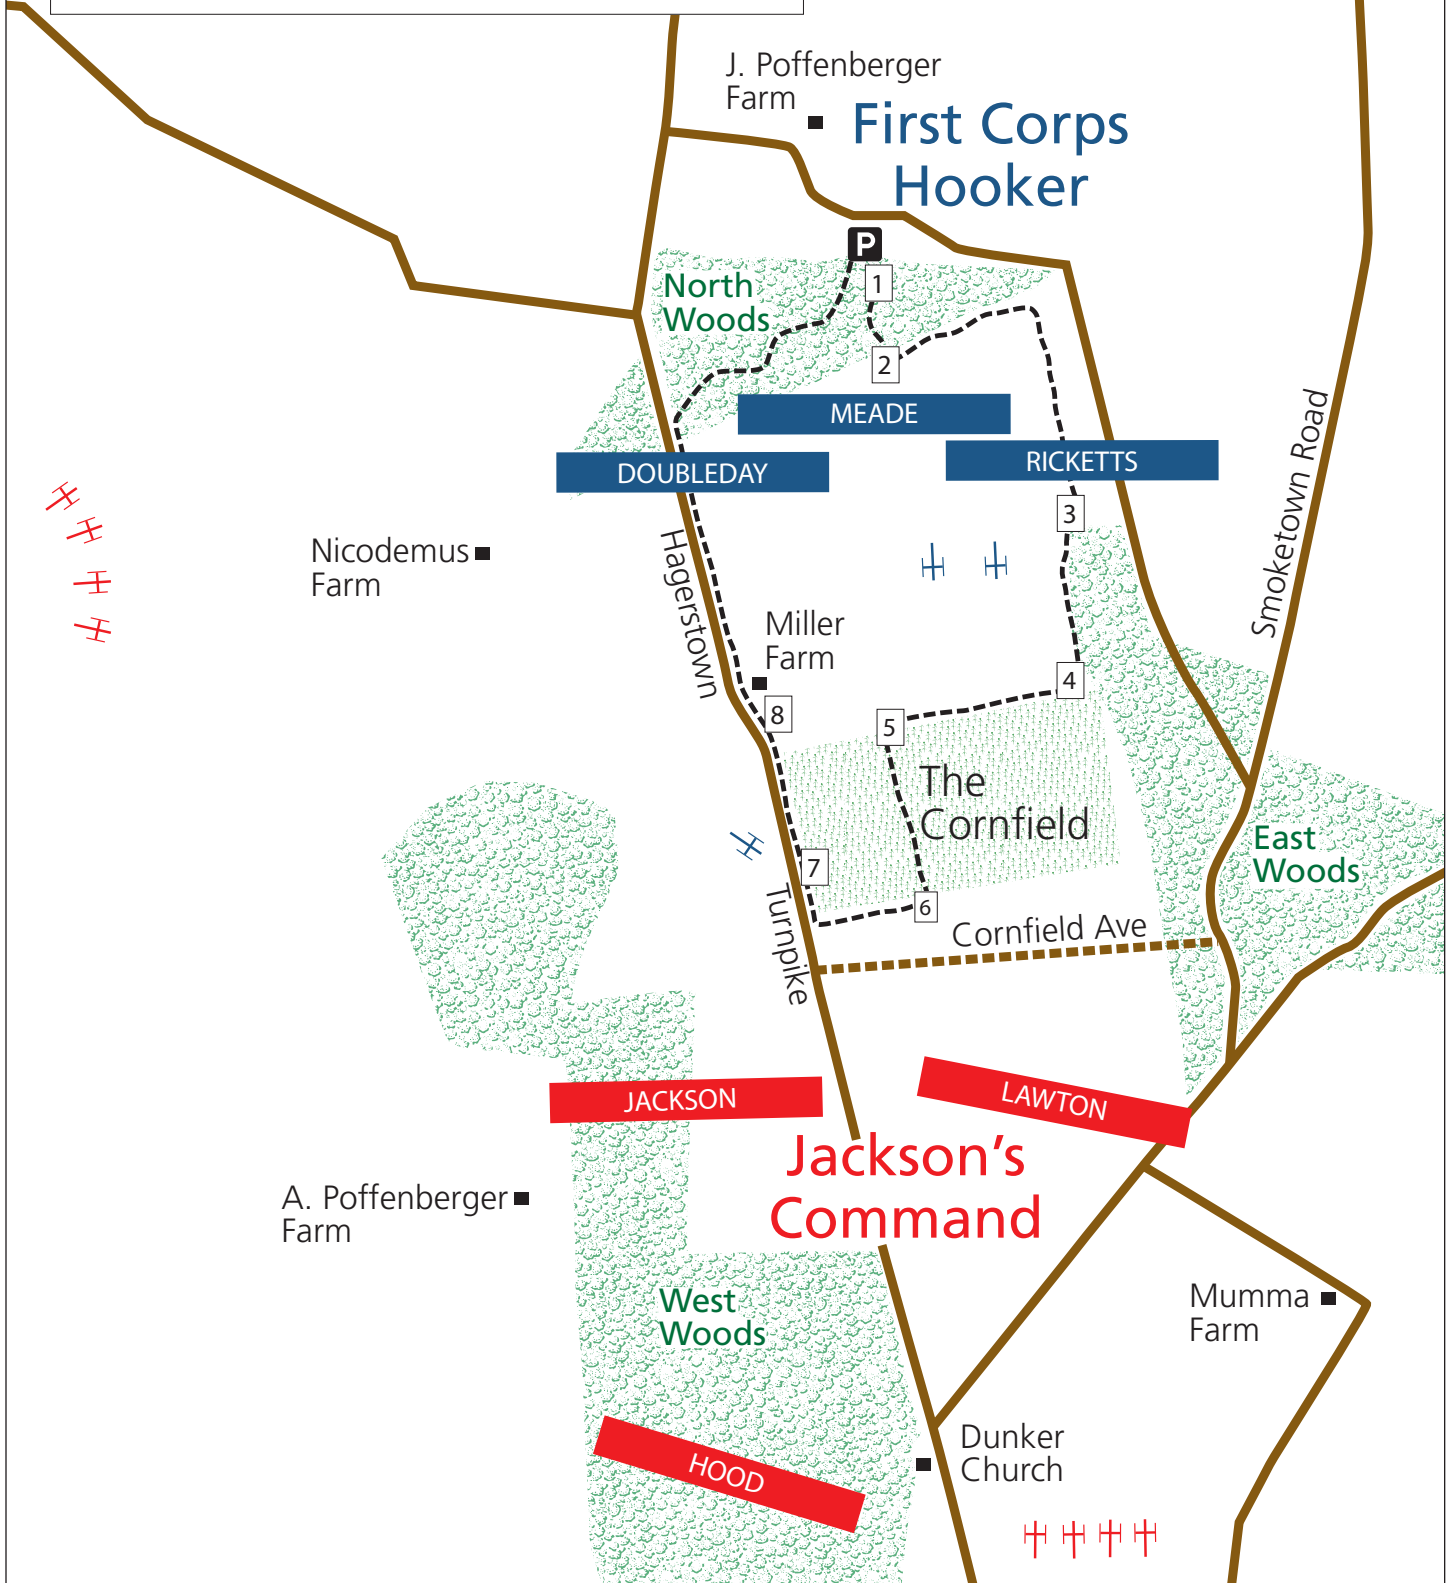 J. Poffenberger
Farm
First Corps
Hooker
P
1
North
Woods
2
MEADE
DOUBLEDAY
RICKETTS
3
Smoketown Road
Nicodemus
Farm
Hagerstown
Miller
Farm
4
8
5
The
Cornfield
East
Woods
7
6
Turnpike
Cornfield Ave
JACKSON
LAWTON
Jackson's
Command
A. Poffenberger
Farm
West
Woods
Mumma
Farm
HOOD
Dunker
Church